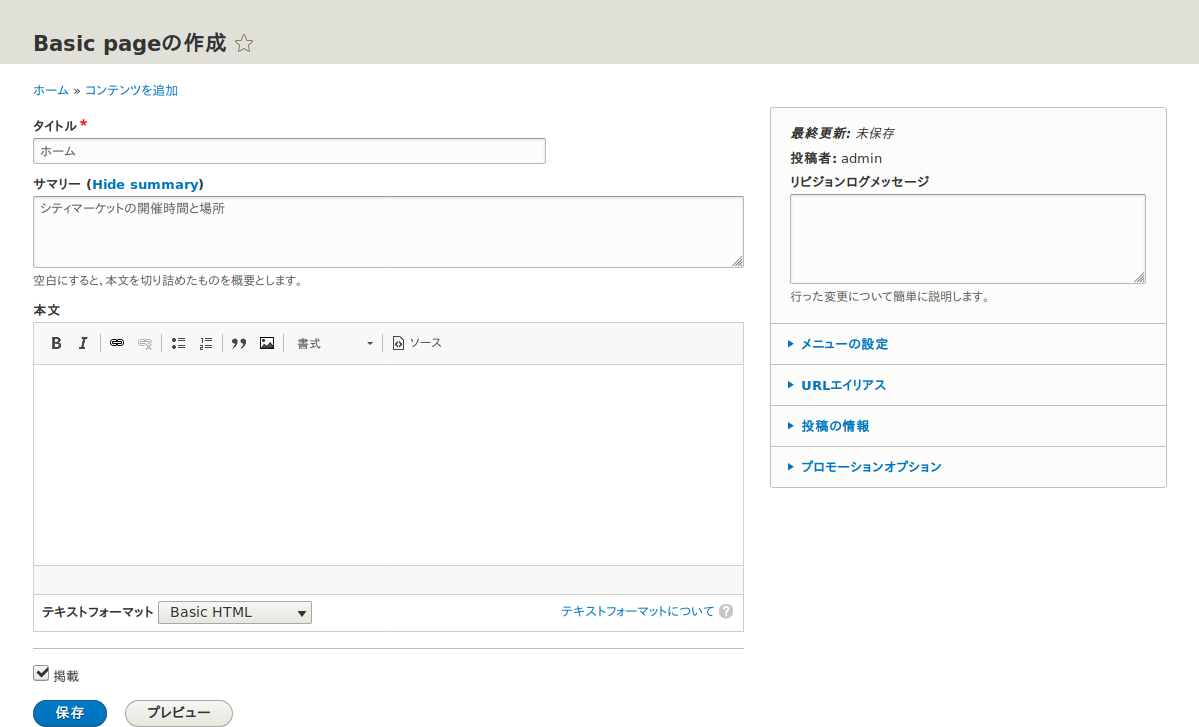 Basic pageの作成
ホーム » コンテンツを追加
タイトル *
ホーム
サマリー (Hide summary)
シティマーケットの開催時間と場所
空白にすると、本文を切り詰めたものを概要とします。
本文
B I 書式 ソース
テキストフォーマット Basic HTML テキストフォーマットについて ?
掲載
保存 プレビュー
最終更新: 未保存
投稿者: admin
リビジョンログメッセージ
行った変更について簡単に説明します。
メニューの設定
URLエイリアス
投稿の情報
プロモーションオプション